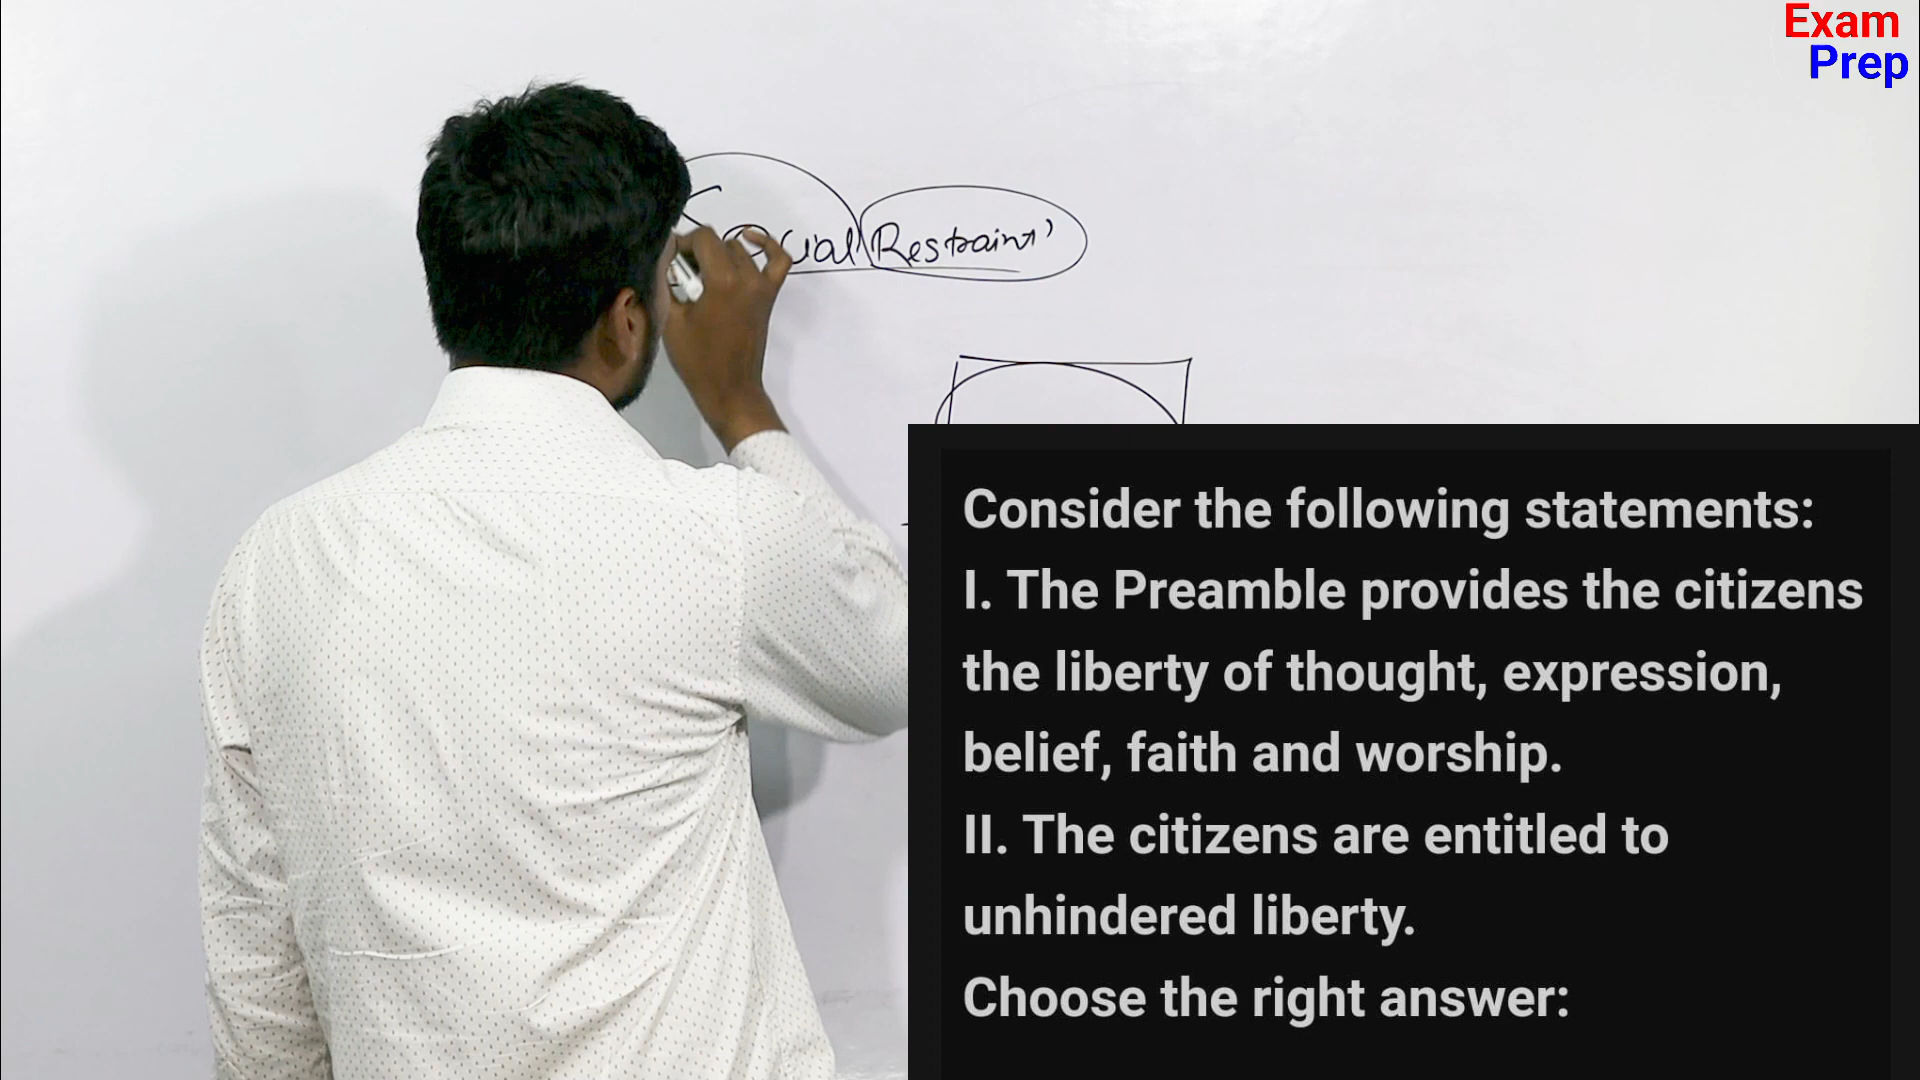 Exam
Prep
Restraint'
Consider the following statements:
I. The Preamble provides the citizens
the liberty of thought, expression,
belief, faith and worship.
II. The citizens are entitled to
unhindered liberty.
Choose the right answer: